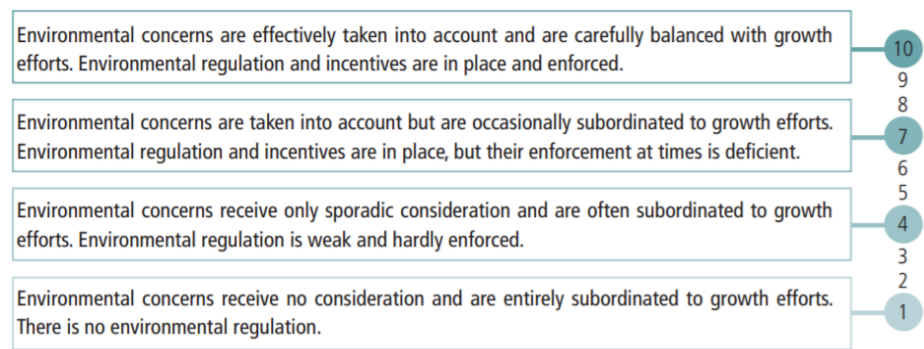 Environmental concerns are effectively taken into account and are carefully balanced with growth
efforts. Environmental regulation and incentives are in place and enforced.
10
9
8
Environmental concerns are taken into account but are occasionally subordinated to growth efforts.
Environmental regulation and incentives are in place, but their enforcement at times is deficient.
7
6
5
Environmental concerns receive only sporadic consideration and are often subordinated to growth
efforts. Environmental regulation is weak and hardly enforced.
4
3
2
Environmental concerns receive no consideration and are entirely subordinated to growth efforts.
There is no environmental regulation.
1